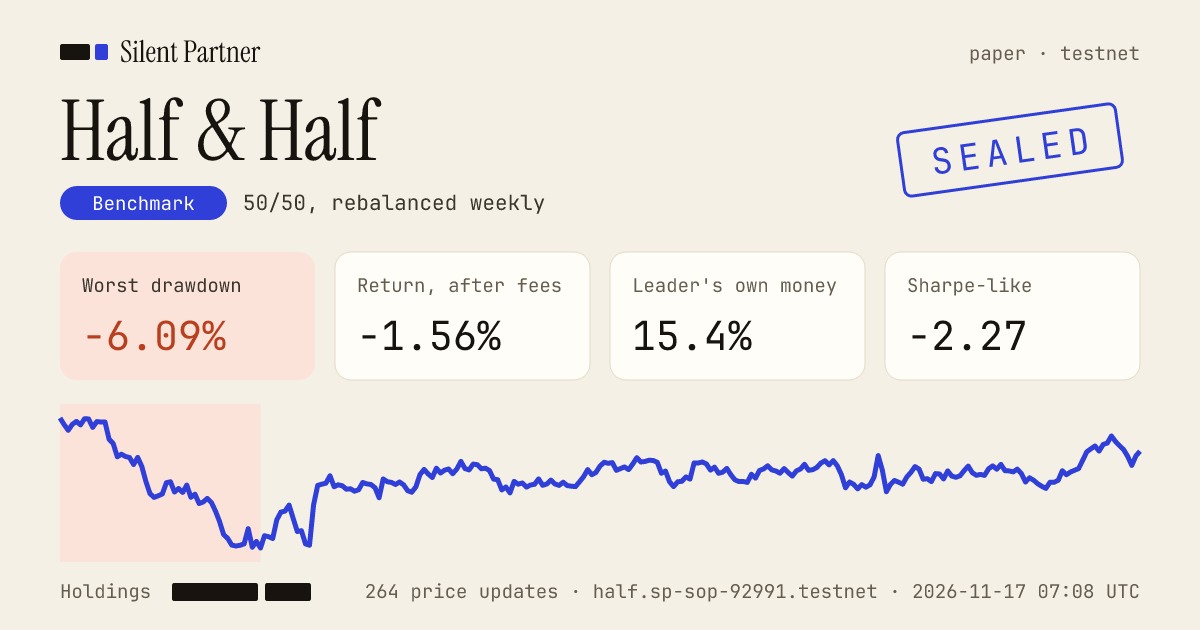 Silent Partner
paper · testnet
Half & Half
SEALED
Benchmark 50/50, rebalanced weekly
Worst drawdown
-6.09%
Return, after fees
-1.56%
Leader's own money
15.4%
Sharpe-like
-2.27
Holdings
264 price updates · half.sp-sop-92991.testnet · 2026-11-17 07:08 UTC